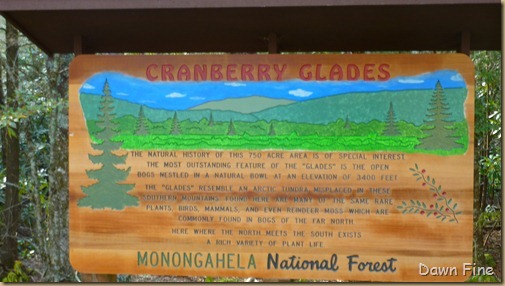 CRANBERRY GLADES
THE NATURAL HISTORY OF THIS 750 ACRE AREA IS OF SPECIAL INTEREST.
THE MOST OUTSTANDING FEATURE OF THE "GLADES" IS THE OPEN
BOGS NESTLED IN A NATURAL BOWL AT AN ELEVATION OF 3400 FEET
THE "GLADES" RESEMBLE AN ARCTIC TUNDRA, MISPLACED IN THESE
SOUTHERN MOUNTAINS. FOUND HERE ARE MANY OF THE SAME RARE
PLANTS, BIRDS, MAMMALS, AND EVEN REINDEER MOSS WHICH ARE
COMMONLY FOUND IN BOGS OF THE FAR NORTH.
HERE WHERE THE NORTH MEETS THE SOUTH EXISTS
A RICH VARIETY OF PLANT LIFE
MONONGAHELA National Forest
Dawn Fine